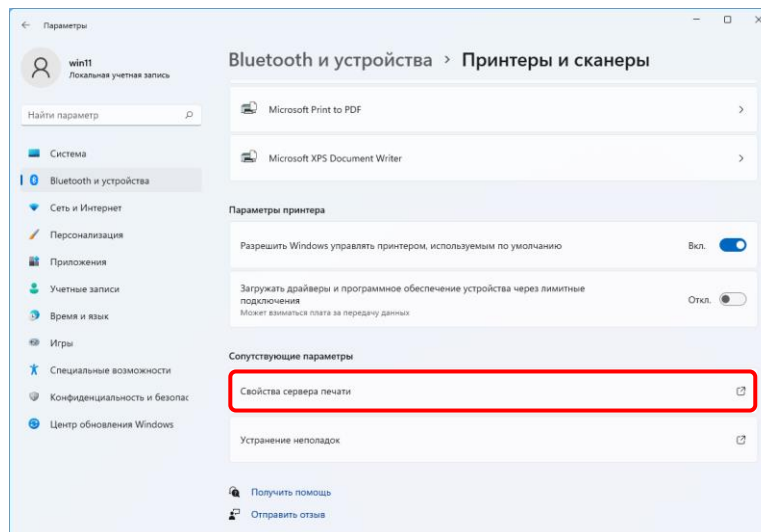 Параметры
win11
Локальная учетная запись
Найти параметр
Система
Bluetooth и устройства
Сеть и Интернет
Персонализация
Приложения
Учетные записи
Время и язык
Игры
Специальные возможности
Конфиденциальность и безопас
Центр обновления Windows
Bluetooth и устройства > Принтеры и сканеры
Microsoft Print to PDF
Microsoft XPS Document Writer
Параметры принтера
Разрешить Windows управлять принтером, используемым по умолчанию
Вкл.
Загружать драйверы и программное обеспечение устройства через лимитные
подключения
Может взиматься плата за передачу данных
Откл.
Сопутствующие параметры
Свойства сервера печати
Устранение неполадок
Получить помощь
Отправить отзыв